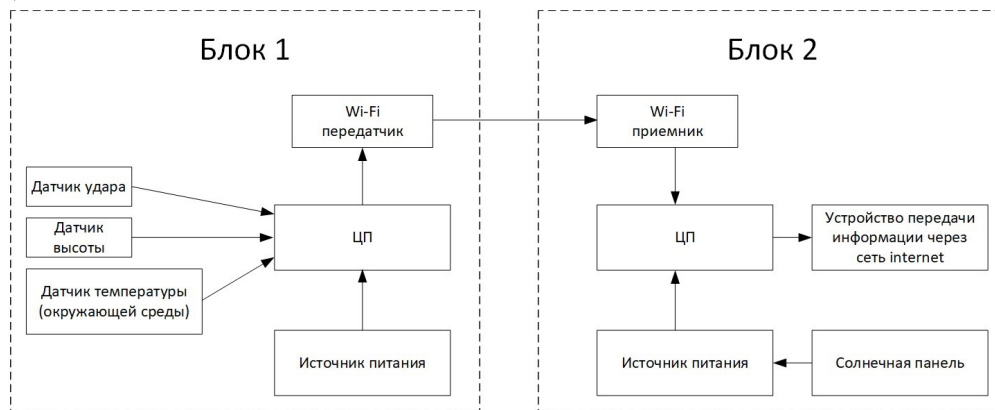 Блок 1
Wi-Fi
передатчик
Датчик удара
Датчик
высоты
Датчик температуры
(окружающей среды)
ЦП
Источник питания
Блок 2
Wi-Fi
приемник
ЦП
Устройство передачи
информации через
сеть internet
Источник питания
Солнечная панель